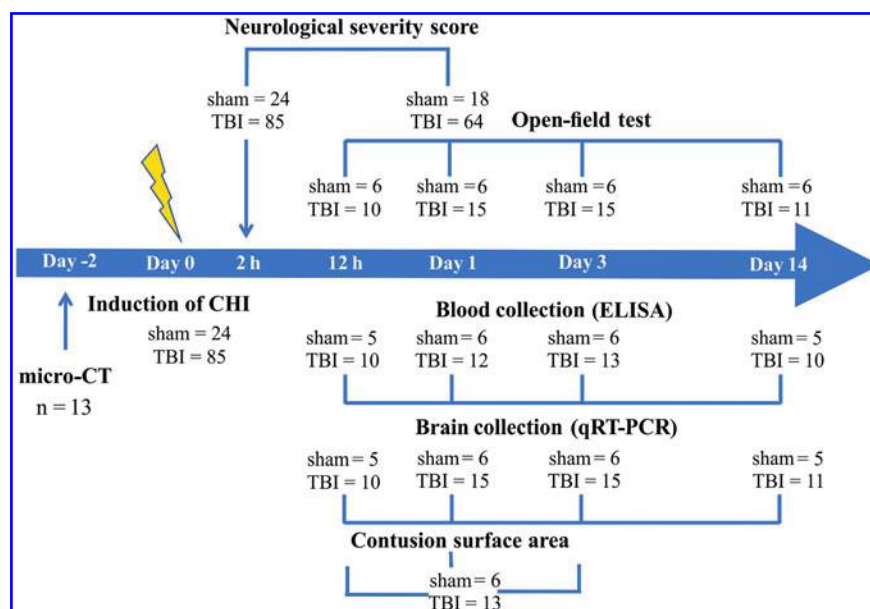 Neurological severity score
sham = 24
TBI = 85
sham = 18
TBI = 64
Open-field test
sham = 6
TBI = 10
sham = 6
TBI = 15
sham = 6
TBI = 15
sham = 6
TBI = 11
Day -2 Day 0 2 h 12 h Day 1 Day 3 Day 14
Induction of CHI
sham = 24
TBI = 85
micro-CT
n = 13
Blood collection (ELISA)
sham = 5
TBI = 10
sham = 6
TBI = 12
sham = 6
TBI = 13
sham = 5
TBI = 10
Brain collection (qRT-PCR)
sham = 5
TBI = 10
sham = 6
TBI = 15
sham = 6
TBI = 15
sham = 5
TBI = 11
Contusion surface area
sham = 6
TBI = 13